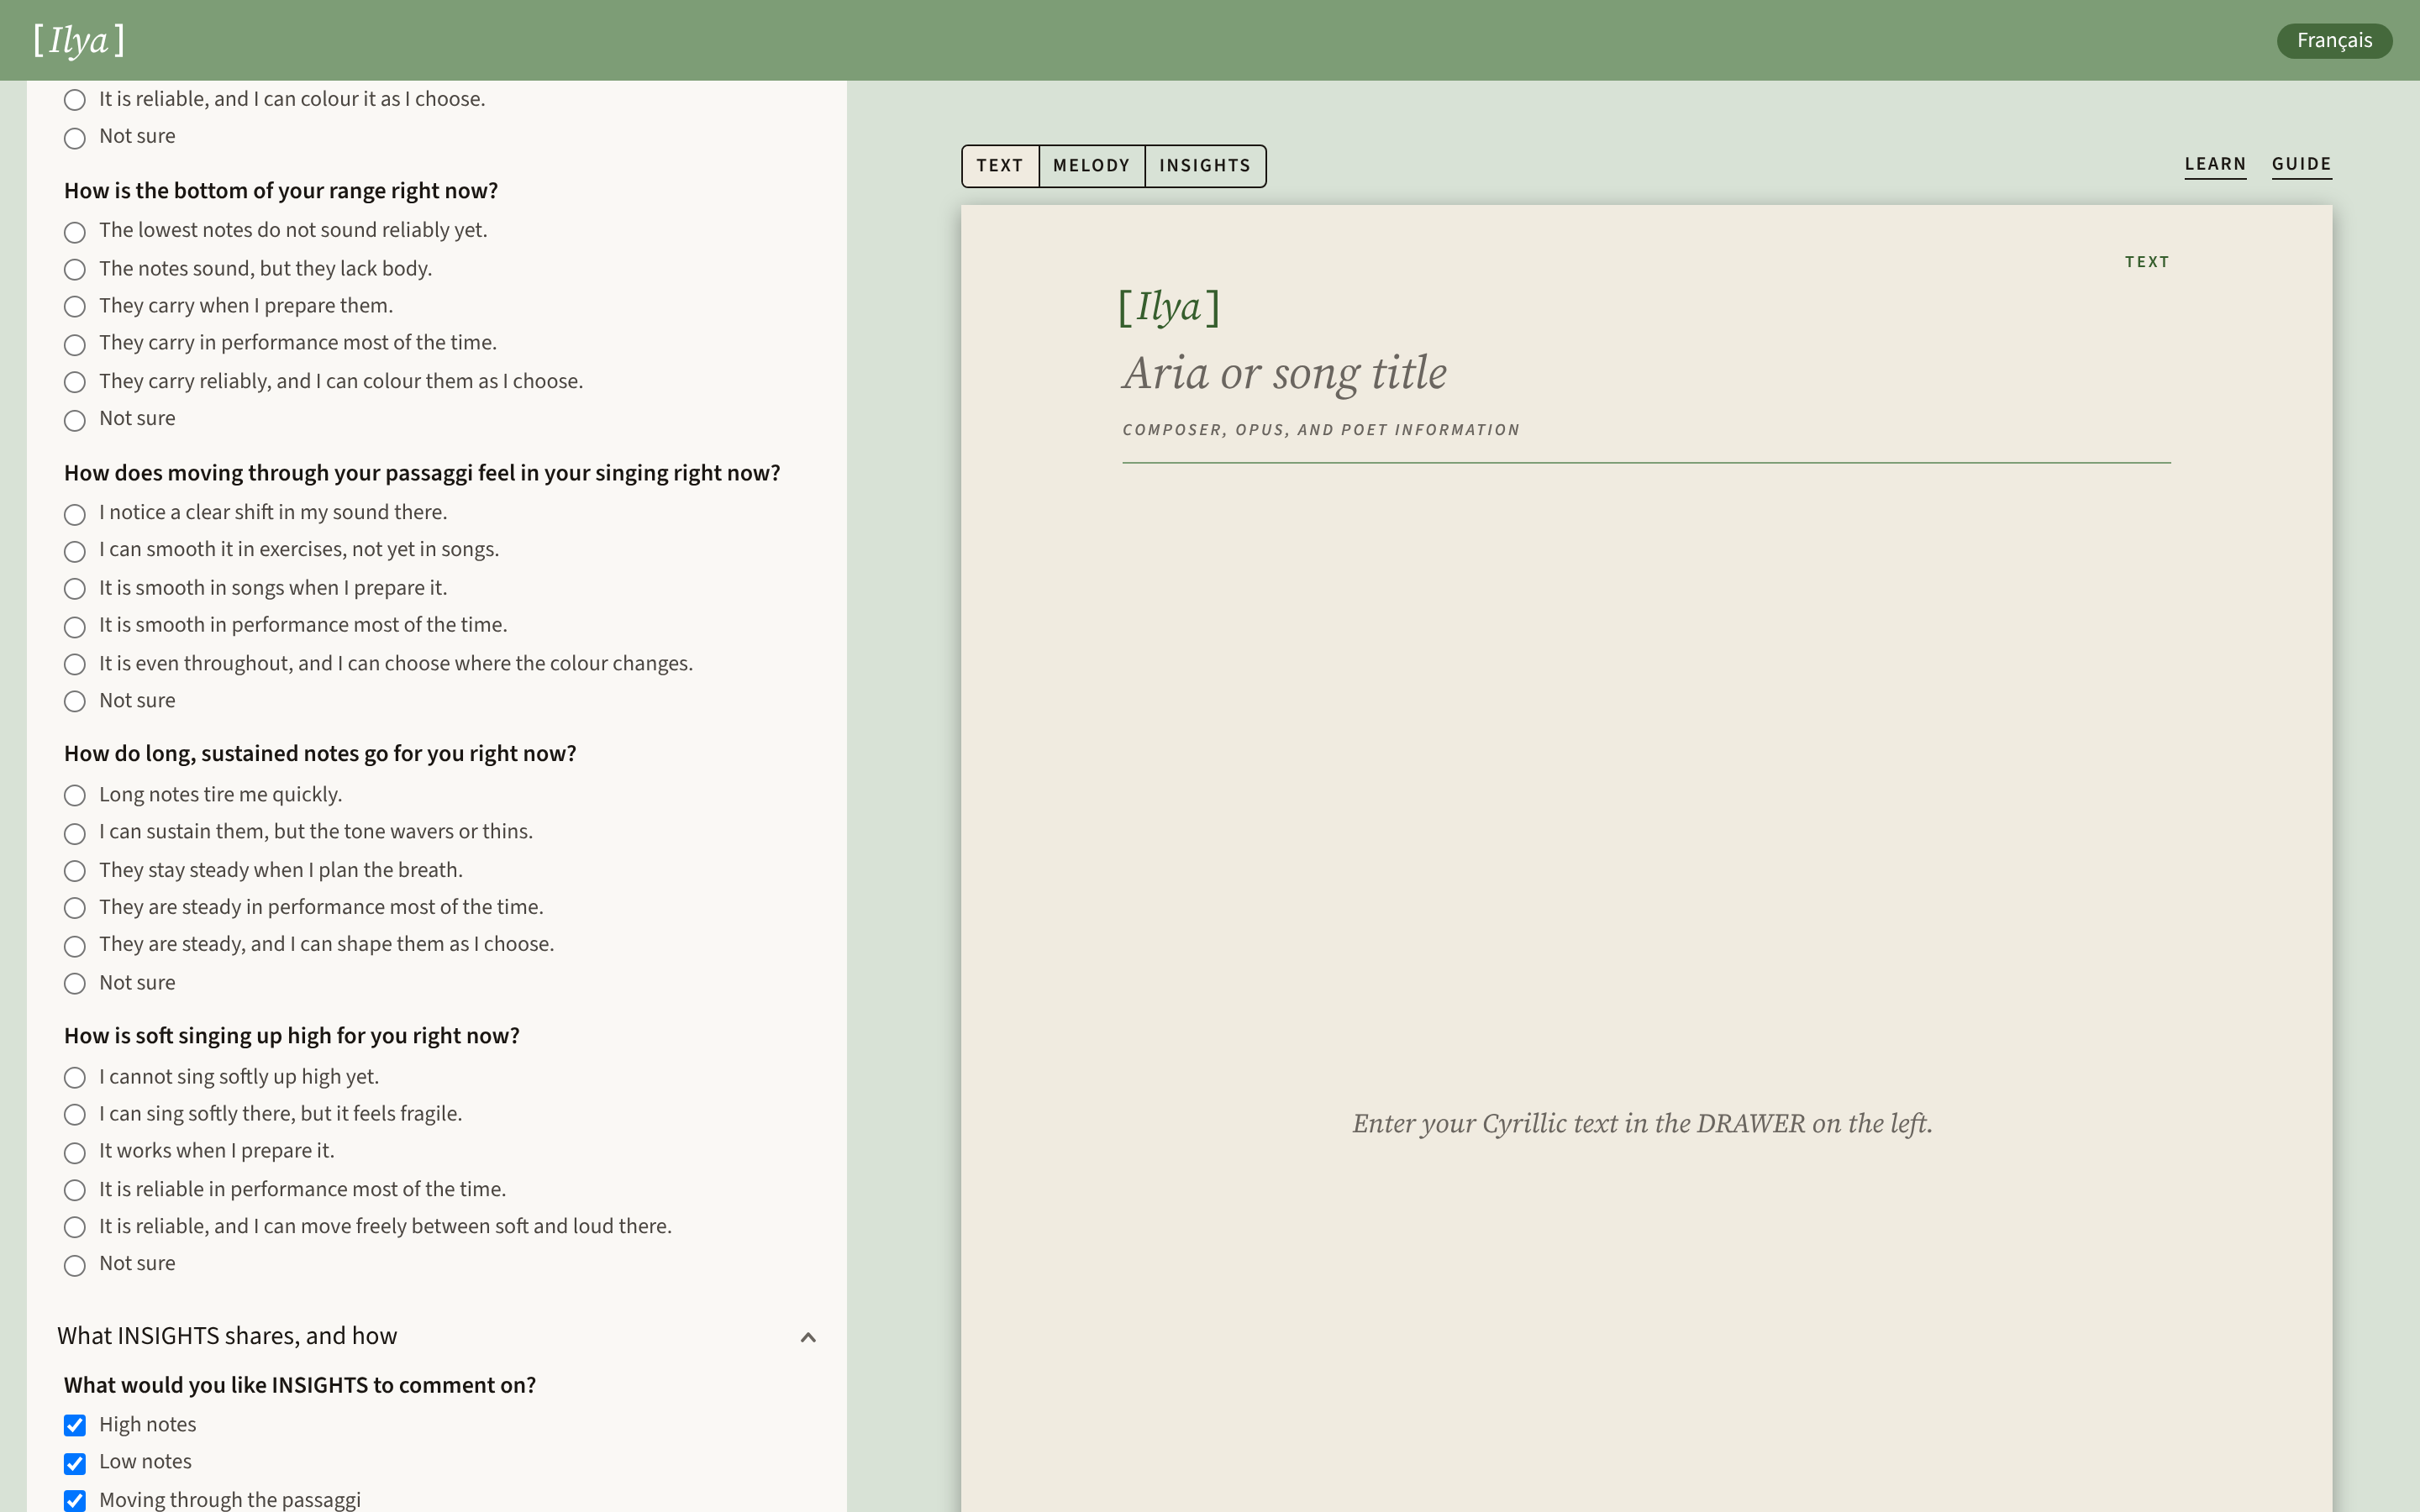 [Ilya]
Français
It is reliable, and I can colour it as I choose.
Not sure
How is the bottom of your range right now?
The lowest notes do not sound reliably yet.
The notes sound, but they lack body.
They carry when I prepare them.
They carry in performance most of the time.
They carry reliably, and I can colour them as I choose.
Not sure
How does moving through your passaggi feel in your singing right now?
I notice a clear shift in my sound there.
I can smooth it in exercises, not yet in songs.
It is smooth in songs when I prepare it.
It is smooth in performance most of the time.
It is even throughout, and I can choose where the colour changes.
Not sure
How do long, sustained notes go for you right now?
Long notes tire me quickly.
I can sustain them, but the tone wavers or thins.
They stay steady when I plan the breath.
They are steady in performance most of the time.
They are steady, and I can shape them as I choose.
Not sure
How is soft singing up high for you right now?
I cannot sing softly up high yet.
I can sing softly there, but it feels fragile.
It works when I prepare it.
It is reliable in performance most of the time.
It is reliable, and I can move freely between soft and loud there.
Not sure
What INSIGHTS shares, and how
What would you like INSIGHTS to comment on?
High notes
Low notes
Moving through the passaggi
TEXT MELODY INSIGHTS
LEARN GUIDE
TEXT
[Ilya]
Aria or song title
COMPOSER, OPUS, AND POET INFORMATION
Enter your Cyrillic text in the DRAWER on the left.